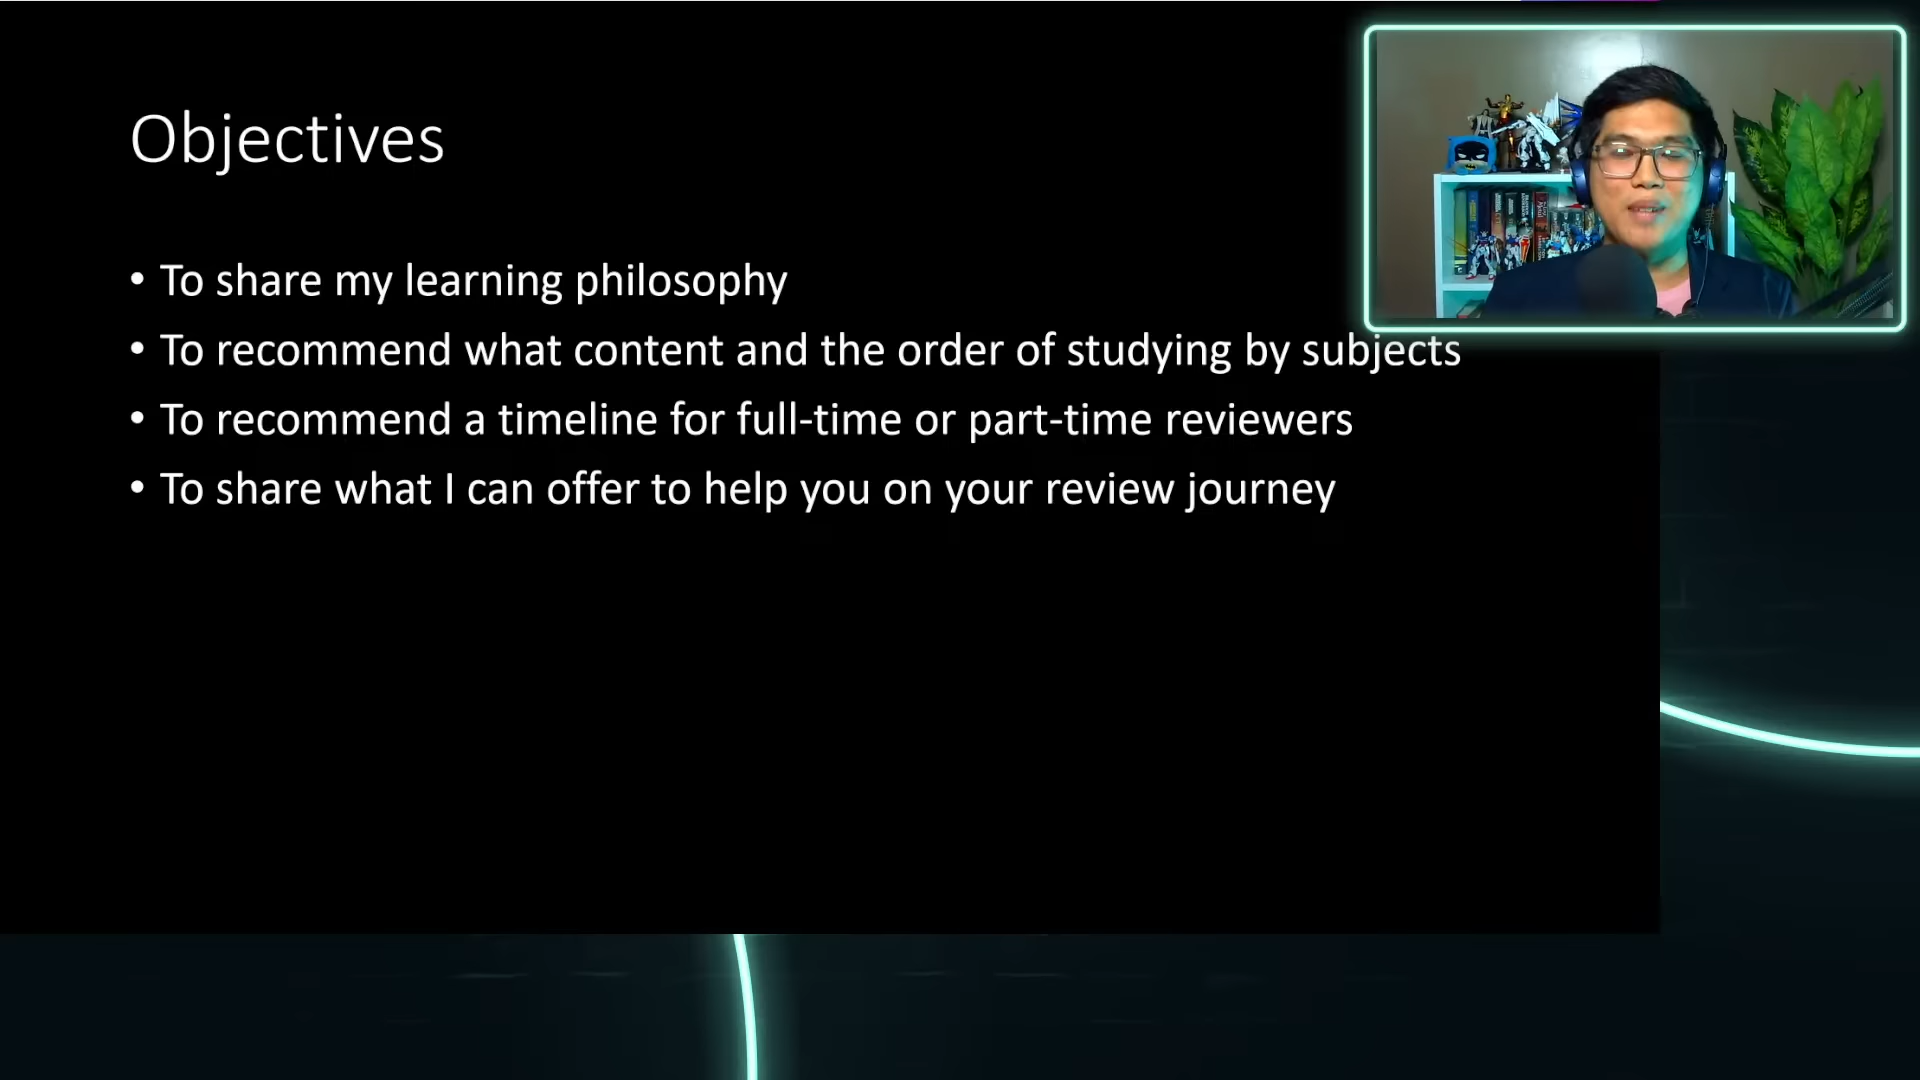 Objectives
• To share my learning philosophy
• To recommend what content and the order of studying by subjects
• To recommend a timeline for full-time or part-time reviewers
• To share what I can offer to help you on your review journey